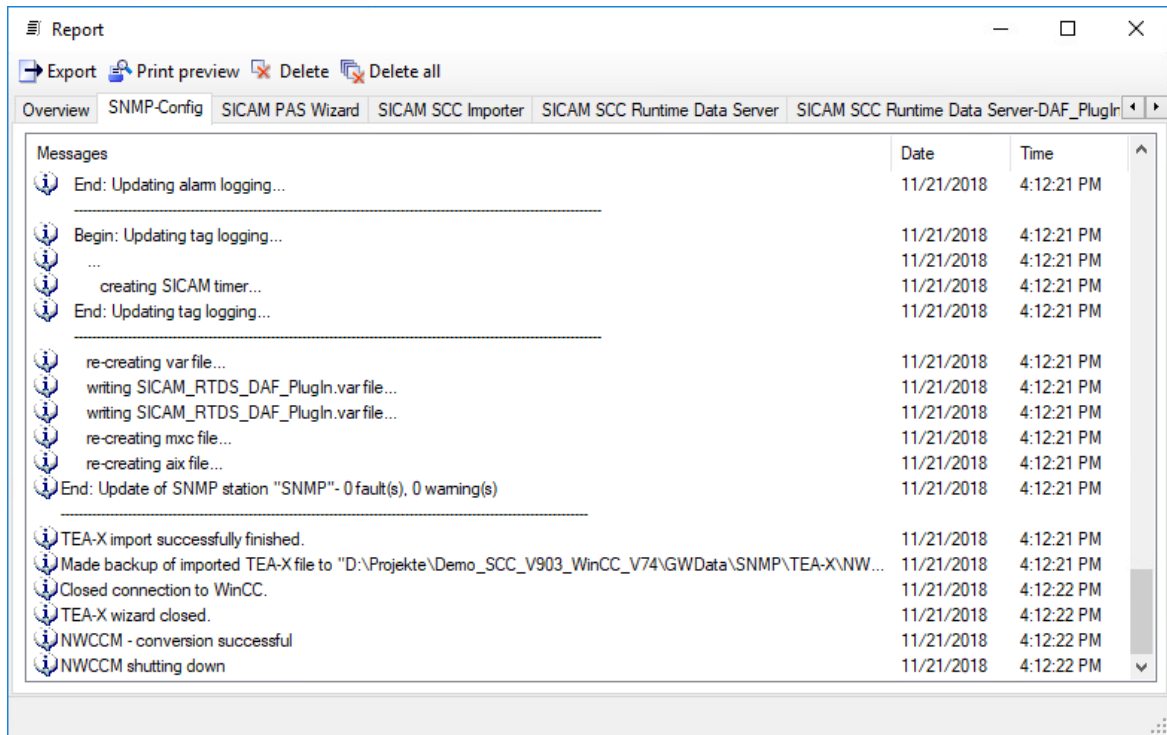 Report
Export Print preview Delete Delete all
Overview SNMP-Config SICAM PAS Wizard SICAM SCC Importer SICAM SCC Runtime Data Server SICAM SCC Runtime Data Server-DAF_PlugIn
Messages Date Time
End: Updating alarm logging... 11/21/2018 4:12:21 PM
Begin: Updating tag logging... 11/21/2018 4:12:21 PM
... 11/21/2018 4:12:21 PM
creating SICAM timer... 11/21/2018 4:12:21 PM
End: Updating tag logging... 11/21/2018 4:12:21 PM
re-creating var file... 11/21/2018 4:12:21 PM
writing SICAM_RTDS_DAF_PlugIn.var file... 11/21/2018 4:12:21 PM
writing SICAM_RTDS_DAF_PlugIn.var file... 11/21/2018 4:12:21 PM
re-creating mxc file... 11/21/2018 4:12:21 PM
re-creating aix file... 11/21/2018 4:12:21 PM
End: Update of SNMP station "SNMP"- 0 fault(s), 0 warning(s) 11/21/2018 4:12:21 PM
TEA-X import successfully finished. 11/21/2018 4:12:21 PM
Made backup of imported TEA-X file to "D:\Projekte\Demo_SCC_V903_WinCC_V74\GWData\SNMP\TEA-X\NW... 11/21/2018 4:12:21 PM
Closed connection to WinCC. 11/21/2018 4:12:22 PM
TEA-X wizard closed. 11/21/2018 4:12:22 PM
NWCCM - conversion successful 11/21/2018 4:12:22 PM
NWCCM shutting down 11/21/2018 4:12:22 PM